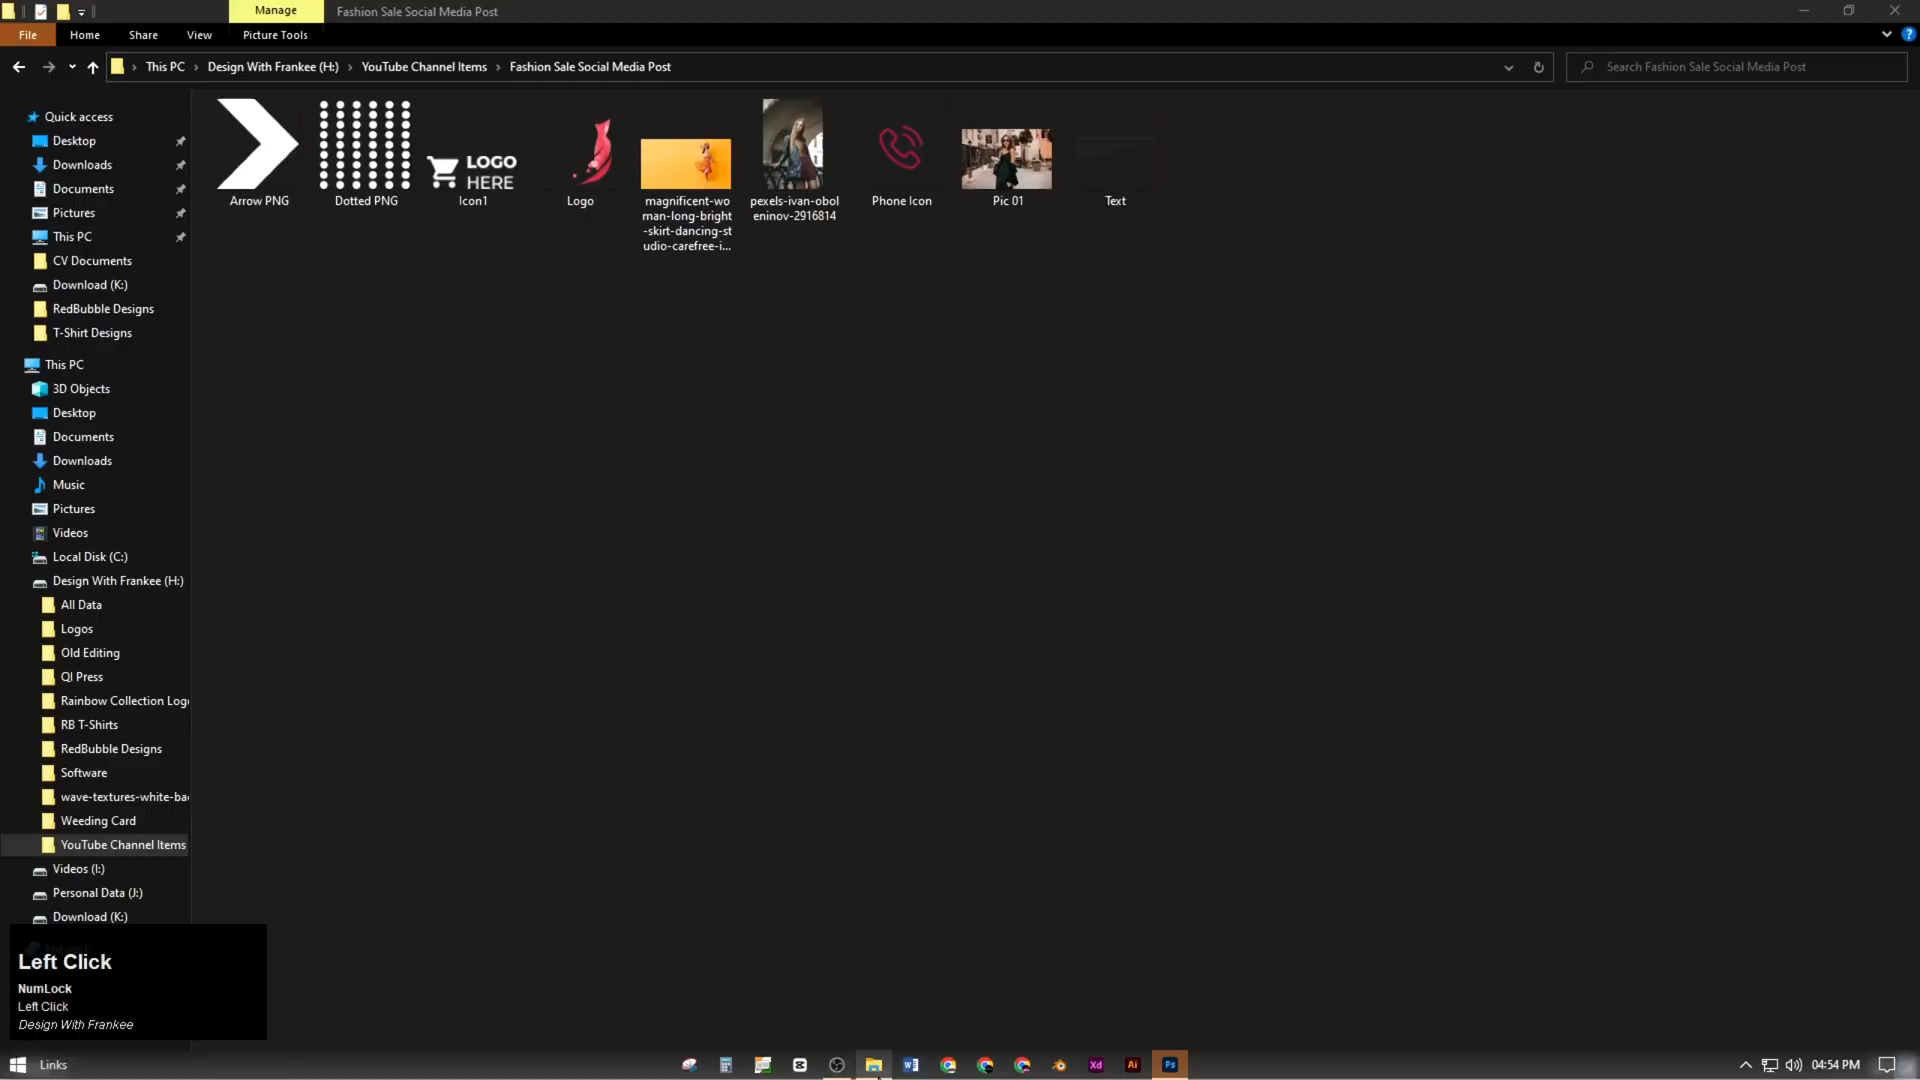 Manage
Fashion Sale Social Media Post
File
Home
Share
View
Picture Tools
This PC
Design With Frankee (H:)
YouTube Channel Items
Fashion Sale Social Media Post
Search Fashion Sale Social Media Post
Quick access
Desktop
Downloads
Documents
Pictures
This PC
CV Documents
Download (K:)
RedBubble Designs
T-Shirt Designs
This PC
3D Objects
Desktop
Documents
Downloads
Music
Pictures
Videos
Local Disk (C:)
Design With Frankee (H:)
All Data
Logos
Old Editing
QI Press
Rainbow Collection Log
RB T-Shirts
RedBubble Designs
Software
wave-textures-white-ba
Weeding Card
YouTube Channel Items
Videos (I:)
Personal Data (J:)
Download (K:)
LOGO
HERE
Arrow PNG
Dotted PNG
Icon1
Logo
magnificent-wo
man-long-bright
-skirt-dancing-st
udio-carefree-i...
pexels-ivan-obol
eninov-2916814
Phone Icon
Pic 01
Text
Left Click
NumLock
Left Click
Design With Frankee
Links
W
Xd
Ai
Ps
04:54 PM